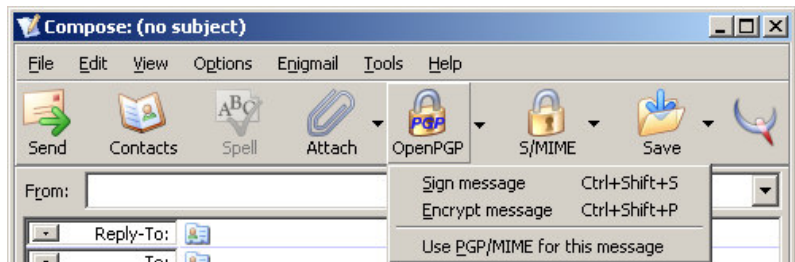 Compose: (no subject)
File Edit View Options Enigmail Tools Help
ABC
PGP
Send Contacts Spell Attach OpenPGP S/MIME Save
Sign message Ctrl+Shift+S
From:
Encrypt message Ctrl+Shift+P
Reply-To:
Use PGP/MIME for this message
To: